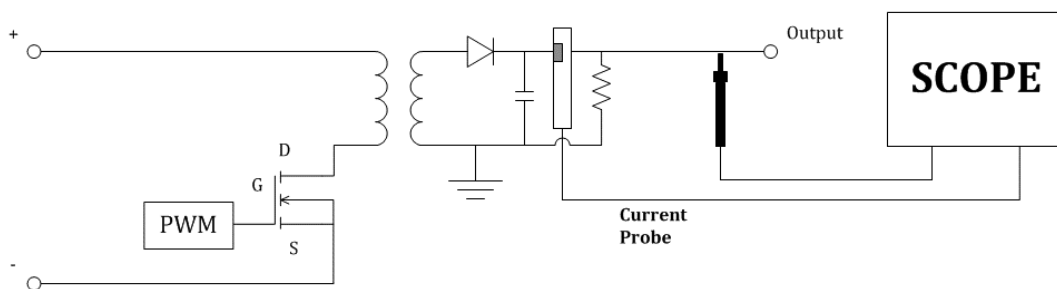 +
Output
SCOPE
D
G
PWM
S
Current
Probe
-